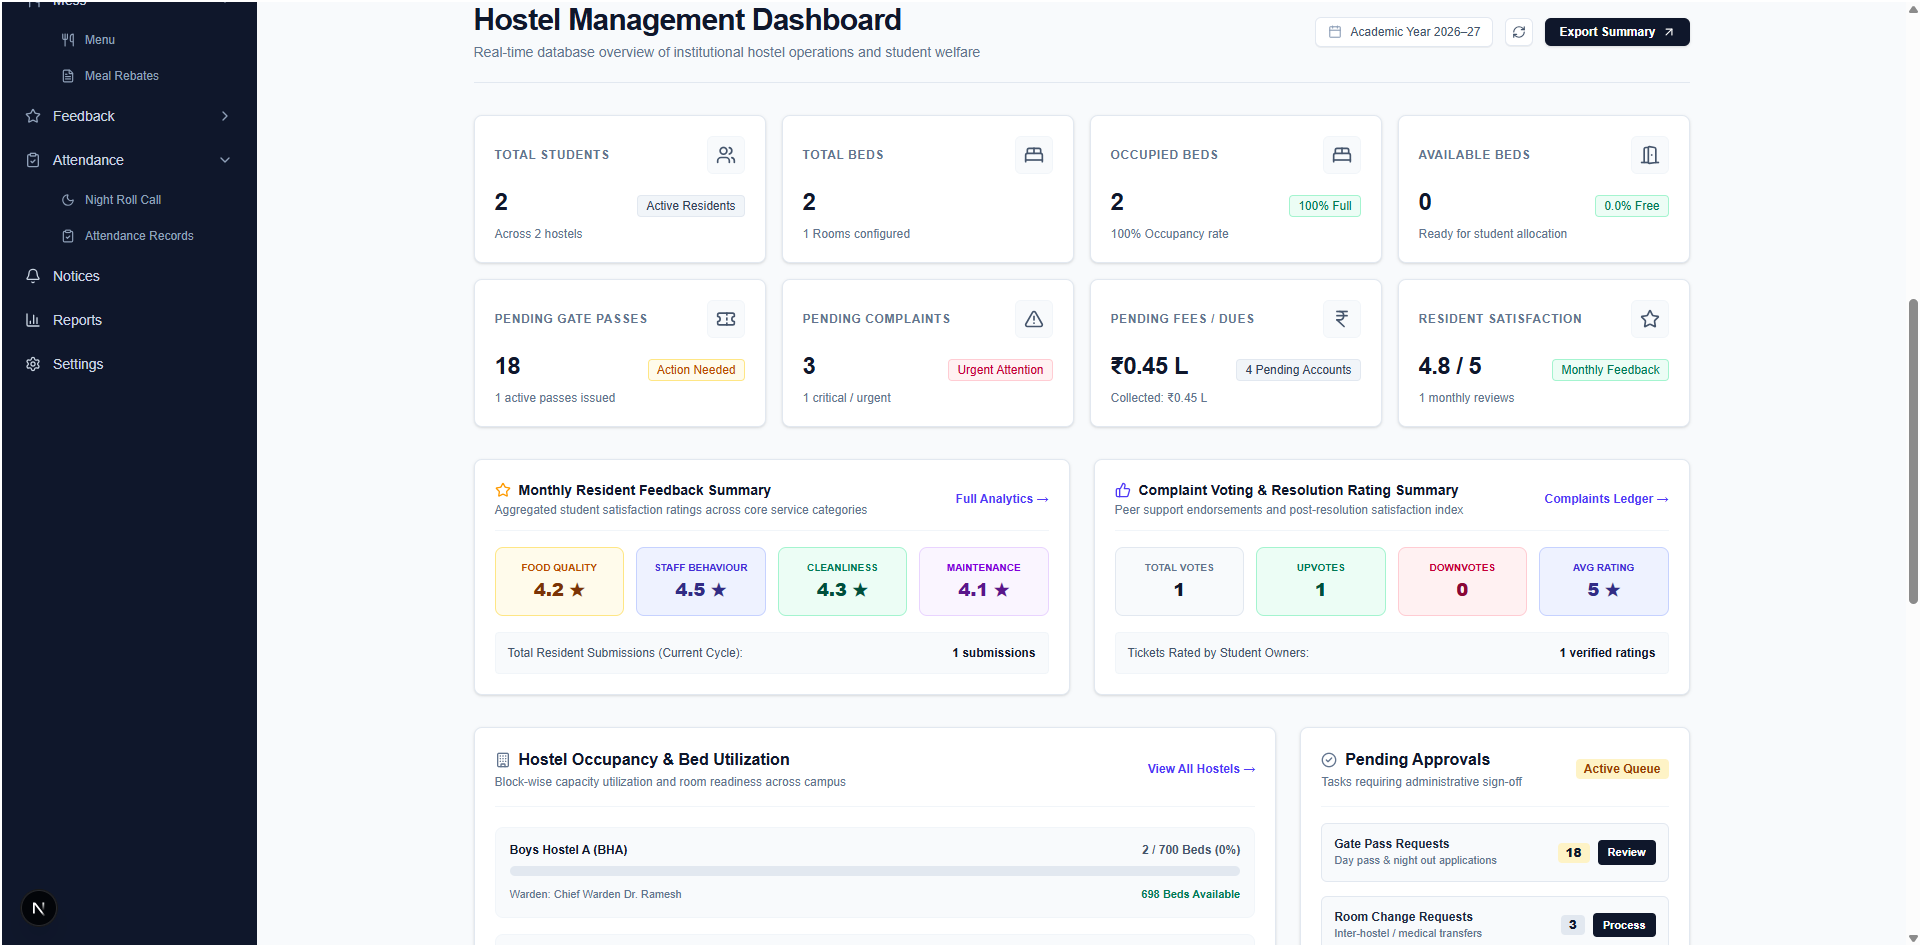 Mess
Menu
Meal Rebates
Feedback
Attendance
Night Roll Call
Attendance Records
Notices
Reports
Settings
N
Hostel Management Dashboard
Real-time database overview of institutional hostel operations and student welfare
Academic Year 2026–27
Export Summary
TOTAL STUDENTS
2
Active Residents
Across 2 hostels
TOTAL BEDS
2
1 Rooms configured
OCCUPIED BEDS
2
100% Full
100% Occupancy rate
AVAILABLE BEDS
0
0.0% Free
Ready for student allocation
PENDING GATE PASSES
18
Action Needed
1 active passes issued
PENDING COMPLAINTS
3
Urgent Attention
1 critical / urgent
PENDING FEES / DUES
₹0.45 L
4 Pending Accounts
Collected: ₹0.45 L
RESIDENT SATISFACTION
4.8 / 5
Monthly Feedback
1 monthly reviews
Monthly Resident Feedback Summary
Aggregated student satisfaction ratings across core service categories
Full Analytics →
FOOD QUALITY
4.2 ★
STAFF BEHAVIOUR
4.5 ★
CLEANLINESS
4.3 ★
MAINTENANCE
4.1 ★
Total Resident Submissions (Current Cycle):
1 submissions
Complaint Voting & Resolution Rating Summary
Peer support endorsements and post-resolution satisfaction index
Complaints Ledger →
TOTAL VOTES
1
UPVOTES
1
DOWNVOTES
0
AVG RATING
5 ★
Tickets Rated by Student Owners:
1 verified ratings
Hostel Occupancy & Bed Utilization
Block-wise capacity utilization and room readiness across campus
View All Hostels →
Boys Hostel A (BHA)
2 / 700 Beds (0%)
Warden: Chief Warden Dr. Ramesh
698 Beds Available
Pending Approvals
Tasks requiring administrative sign-off
Active Queue
Gate Pass Requests
Day pass & night out applications
18
Review
Room Change Requests
Inter-hostel / medical transfers
3
Process